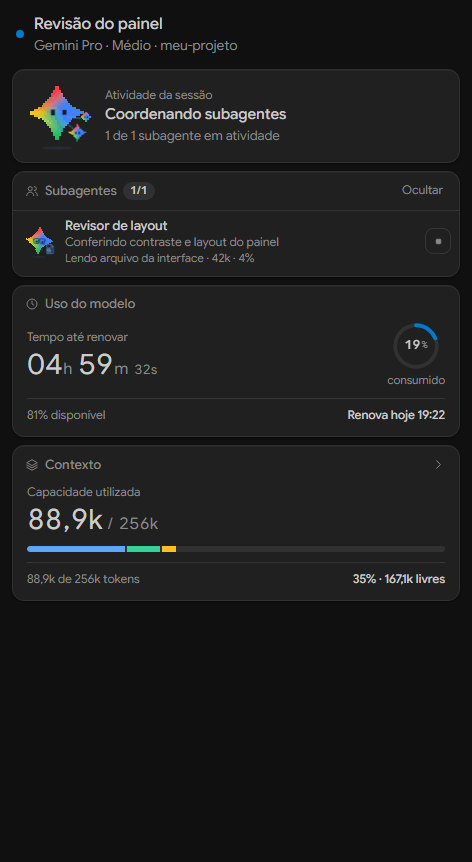 Revisão do painel
Gemini Pro · Médio · meu-projeto
Atividade da sessão
Coordenando subagentes
1 de 1 subagente em atividade
Subagentes 1/1 Ocultar
Revisor de layout
Conferindo contraste e layout do painel
Lendo arquivo da interface · 42k · 4%
Uso do modelo
Tempo até renovar
04h 59m 32s
19%
consumido
81% disponível Renova hoje 19:22
Contexto
Capacidade utilizada
88,9k / 256k
88,9k de 256k tokens 35% · 167,1k livres